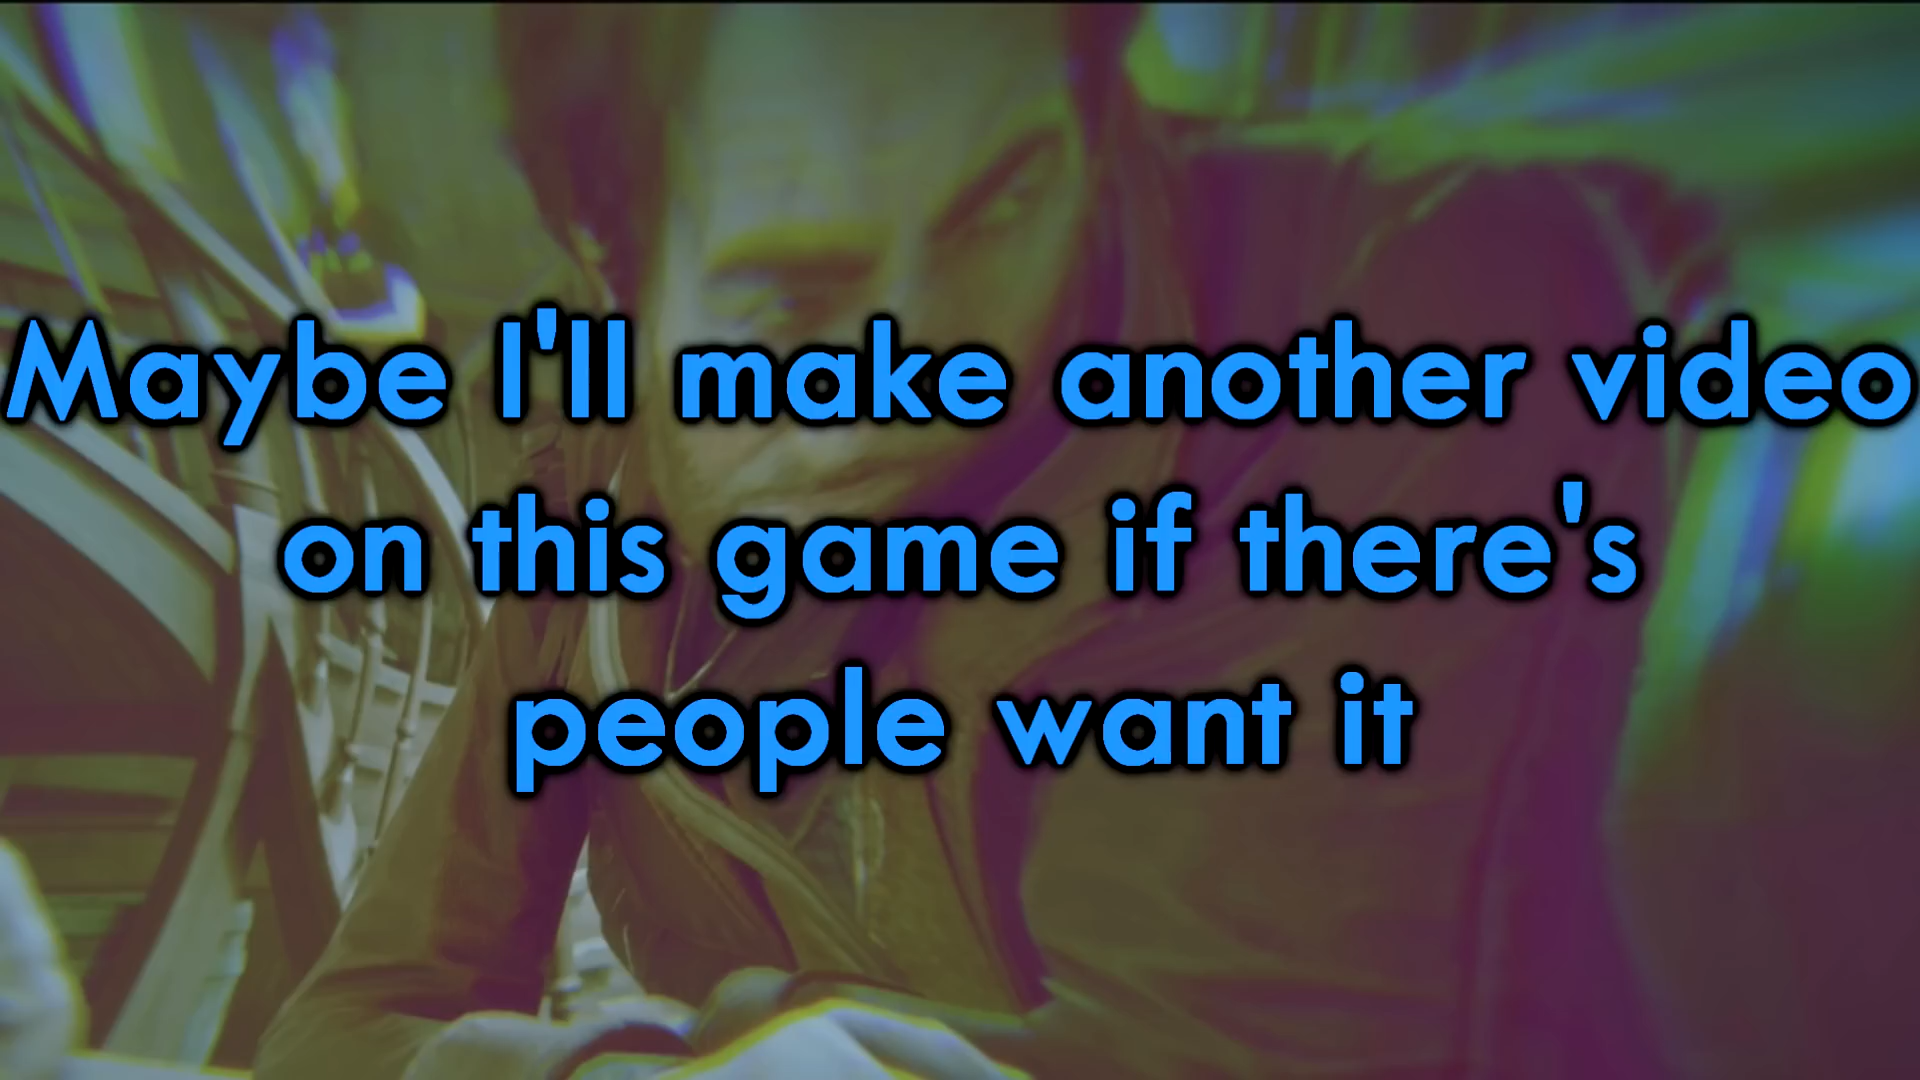 Maybe I'll make another video
on this game if there's
people want it